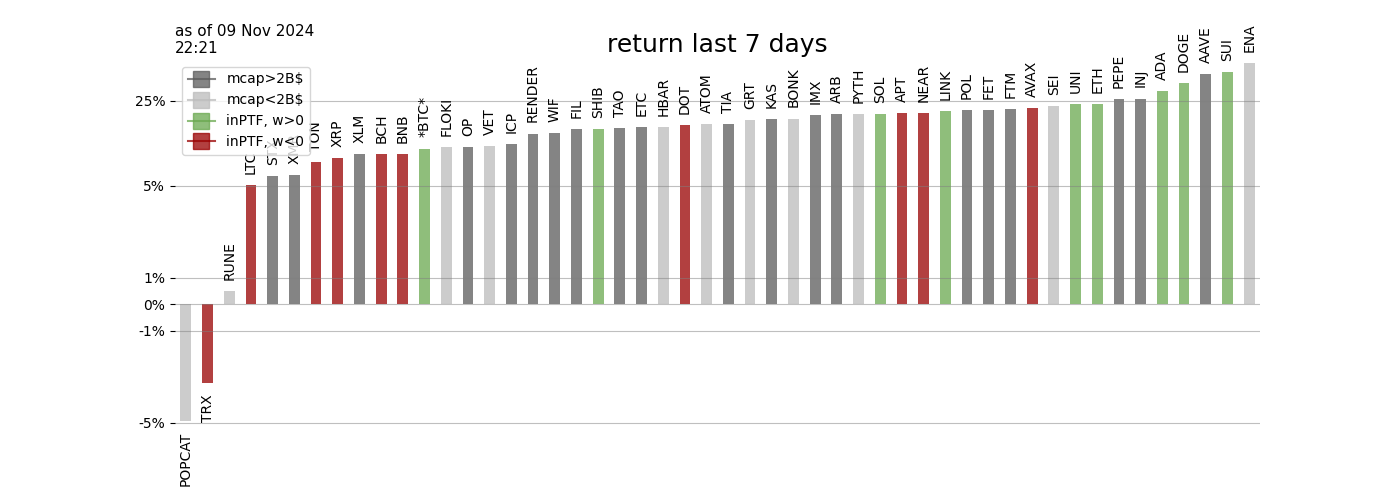 as of 09 Nov 2024
22:21
return last 7 days
mcap>2B$
mcap<2B$
inPTF, w>0
inPTF, w<0
25%
5%
1%
0%
-1%
-5%
POPCAT
TRX
RUNE
LTC
XRP
XLM
BCH
BNB
*BTC*
FLOKI
OP
VET
ICP
RENDER
WIF
FIL
SHIB
TAO
ETC
HBAR
DOT
ATOM
TIA
GRT
KAS
BONK
IMX
ARB
PYTH
SOL
APT
NEAR
LINK
POL
FET
FTM
AVAX
SEI
UNI
ETH
PEPE
INJ
ADA
DOGE
AAVE
SUI
ENA